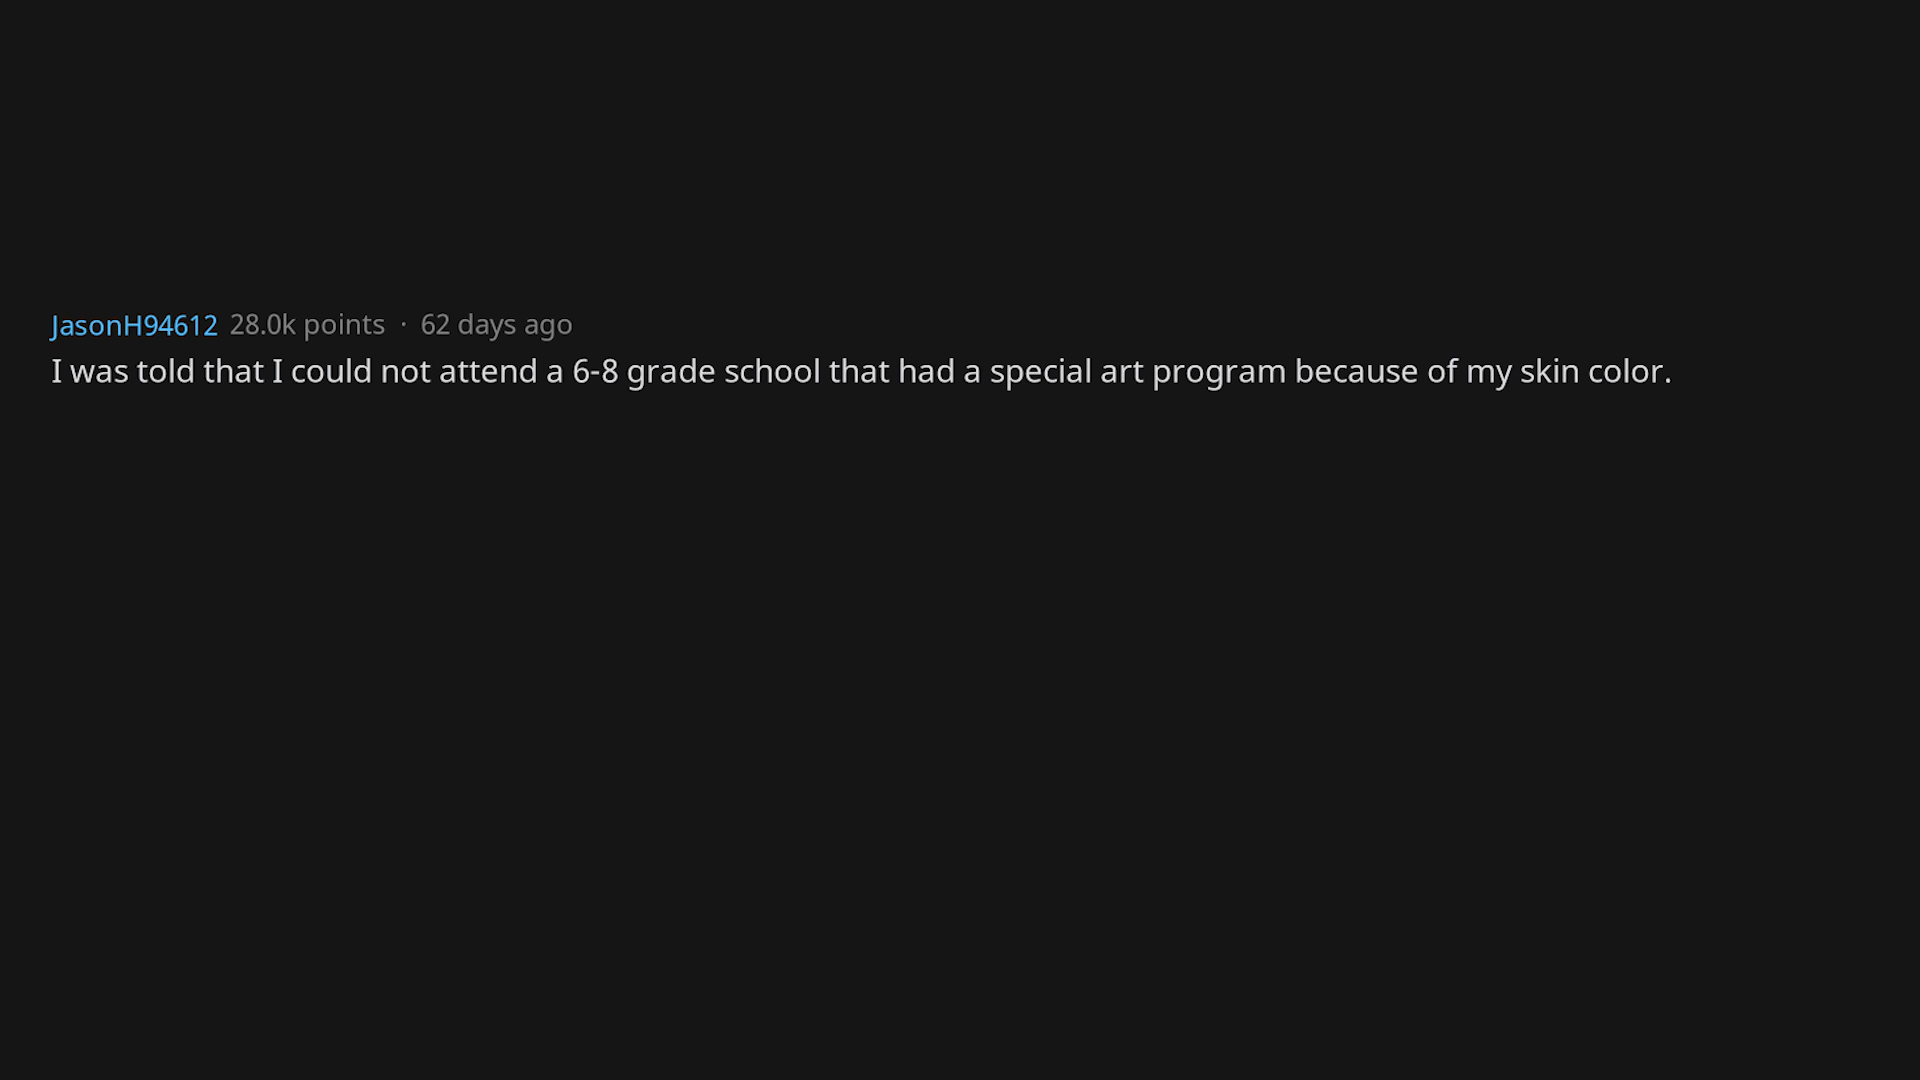 JasonH94612 28.0k points · 62 days ago
I was told that I could not attend a 6-8 grade school that had a special art program because of my skin color.